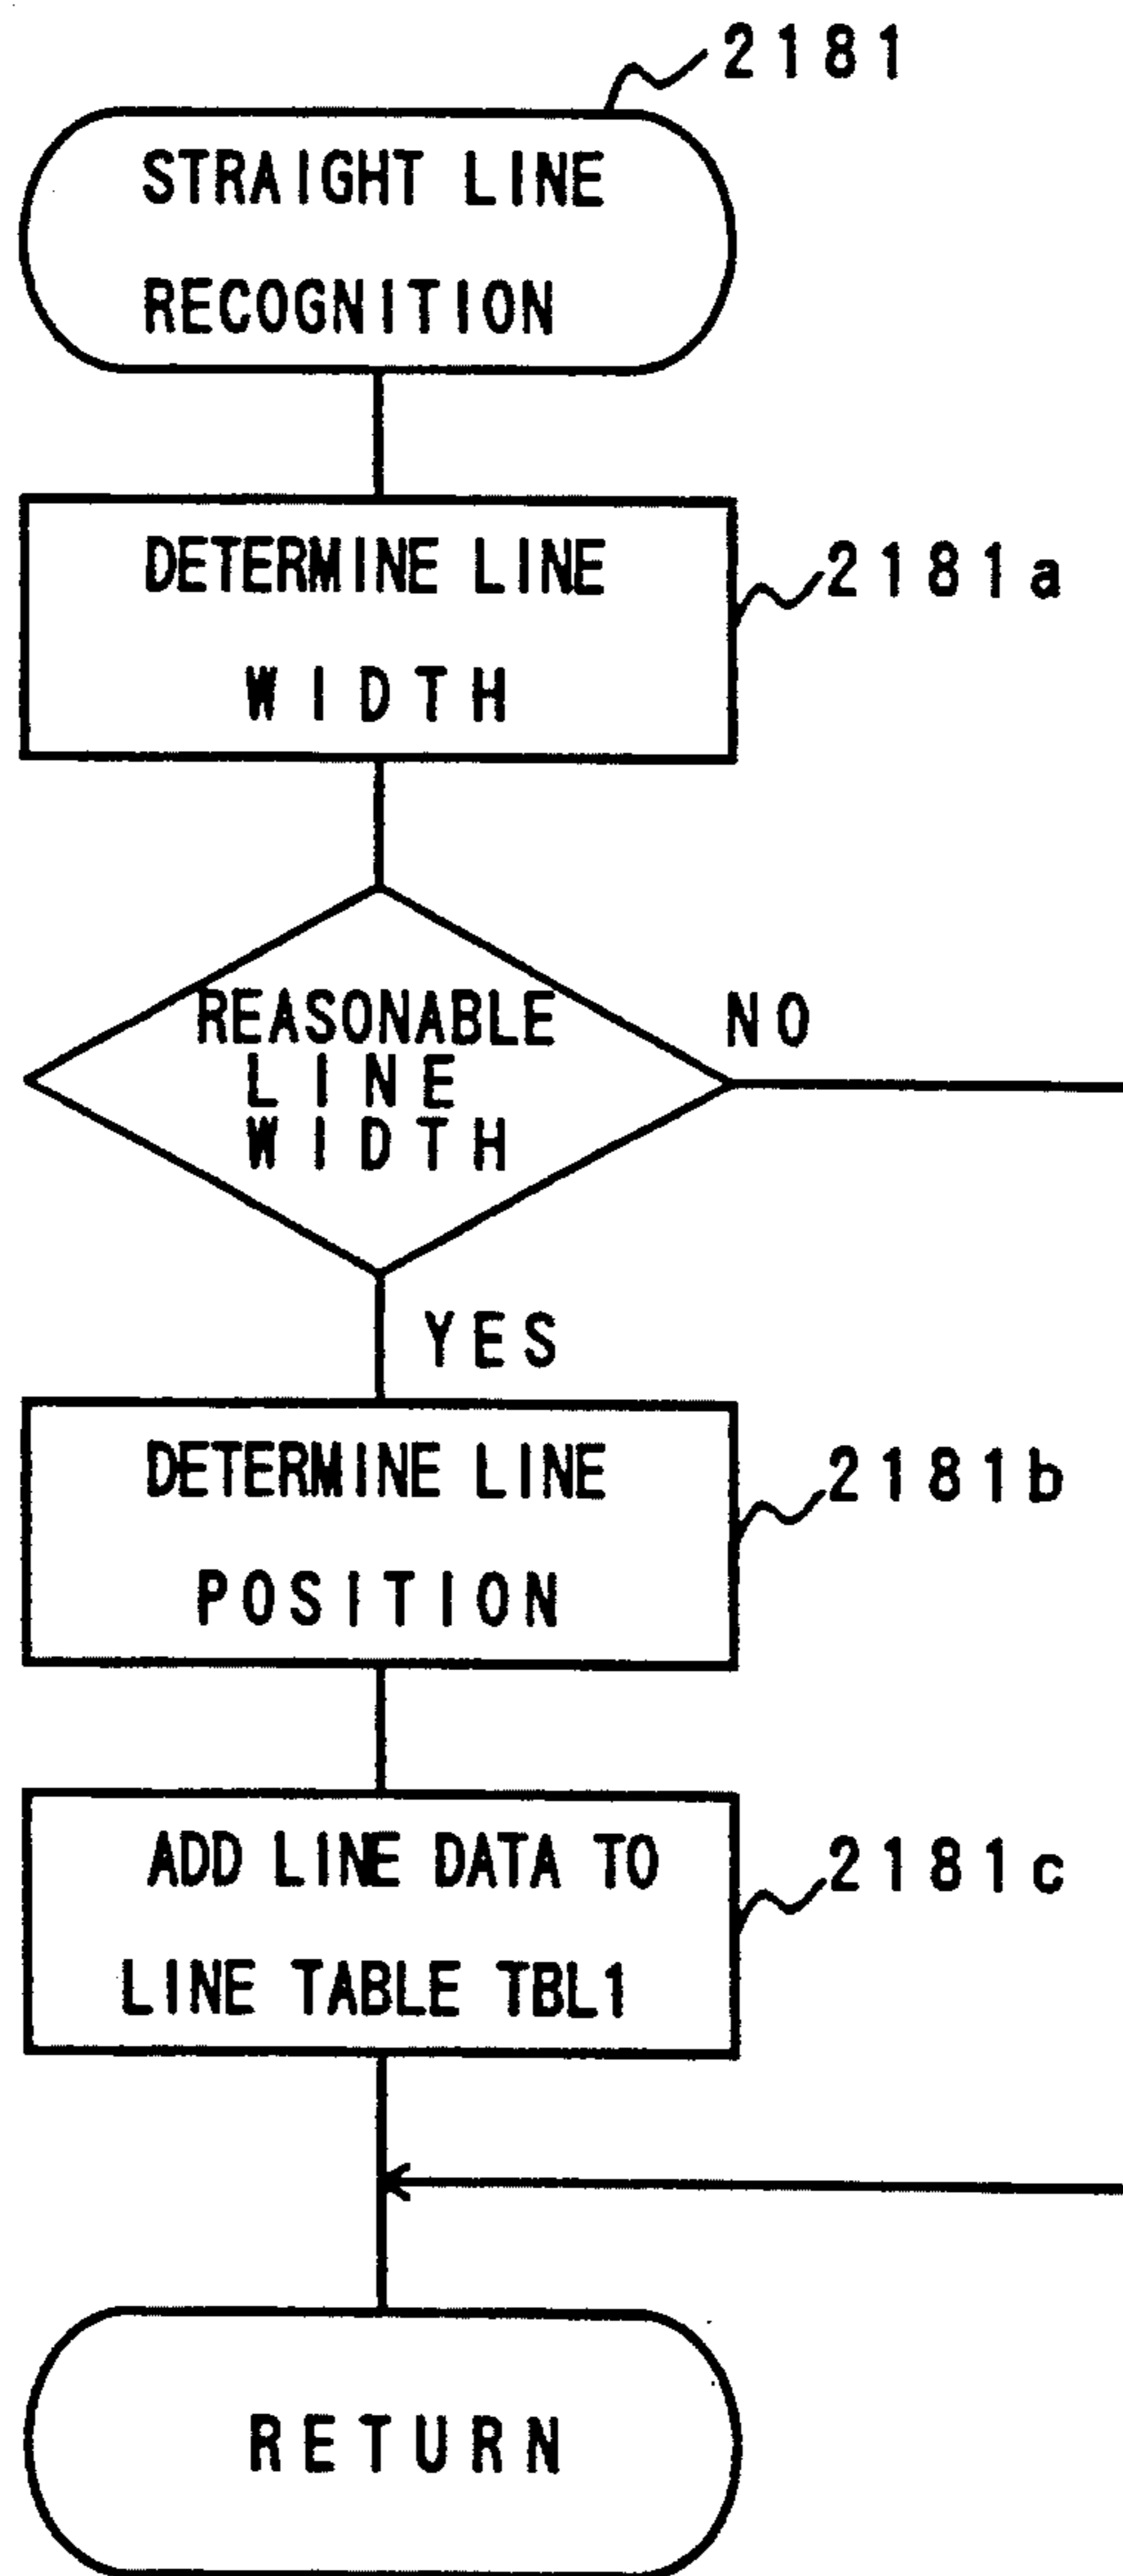 2181
STRAIGHT LINE
RECOGNITION
DETERMINE LINE
WIDTH
2181a
REASONABLE
LINE
WIDTH
NO
YES
DETERMINE LINE
POSITION
2181b
ADD LINE DATA TO
LINE TABLE TBL1
2181c
RETURN